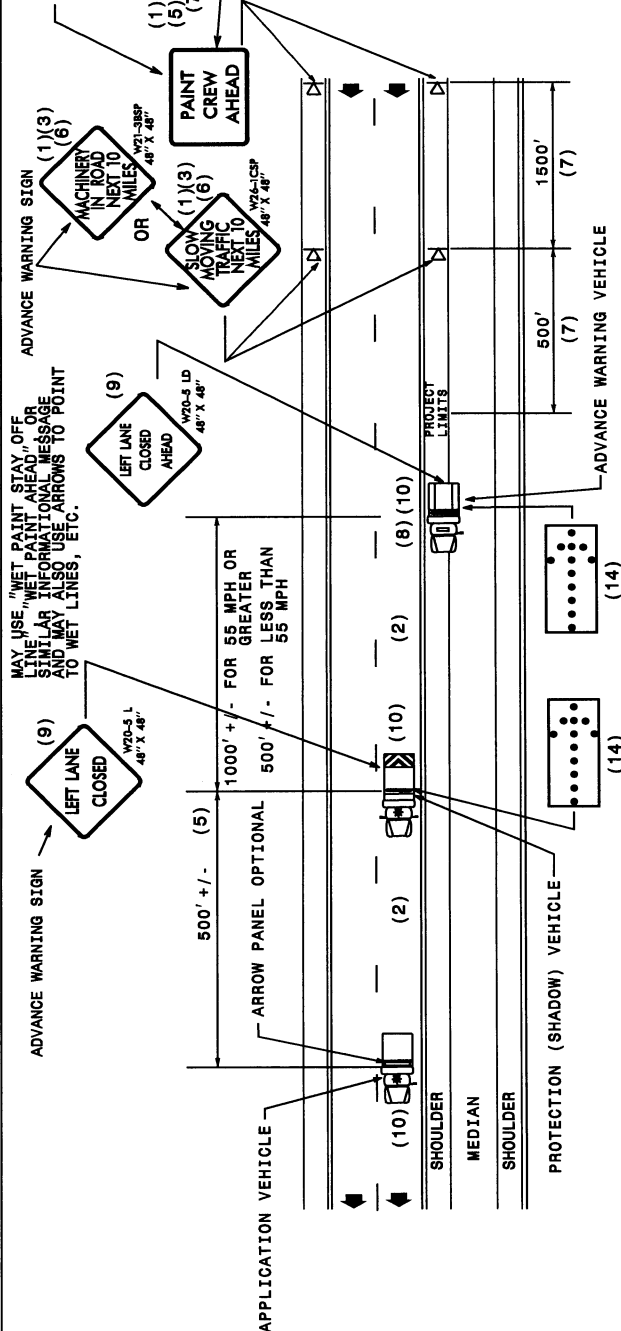 MAY USE "WET PAINT STAY OFF
LINE" "WET PAINT AHEAD", OR
SIMILAR INFORMATIONAL MESSAGE
AND MAY ALSO USE ARROWS TO POINT
TO WET LINES, ETC.
ADVANCE WARNING SIGN
(1)(3)
(6)
MACHINERY
IN ROAD
NEXT 10
MILES
W21-3BSP
48" X 48"
OR
(1)(3)
(6)
SLOW
MOVING
TRAFFIC
NEXT 10
MILES
W26-1CSP
48" X 48"
(1)
(5)
PAINT
CREW
AHEAD
ADVANCE WARNING SIGN
(9)
LEFT LANE
CLOSED
W20-5 L
48" X 48"
(9)
LEFT LANE
CLOSED
AHEAD
W20-5 LD
48" X 48"
500' +/-
(5)
1000' +/- FOR 55 MPH OR
GREATER
500' +/- FOR LESS THAN
55 MPH
ARROW PANEL OPTIONAL
APPLICATION VEHICLE
(10)
(2)
(10)
(2)
(8)(10)
PROJECT
LIMITS
500'
(7)
1500'
(7)
SHOULDER
MEDIAN
SHOULDER
PROTECTION (SHADOW) VEHICLE
(14)
(14)
ADVANCE WARNING VEHICLE